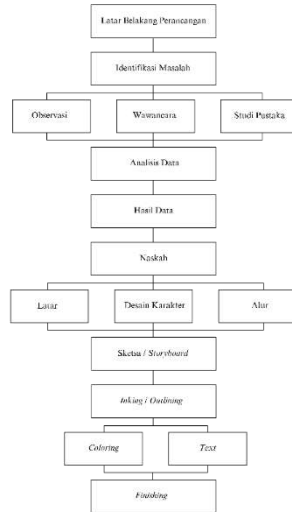 Latar Belakang Perancangan
Identifikasi Masalah
Observasi
Wawancara
Studi Pustaka
Analisis Data
Hasil Data
Naskah
Latar
Desain Karakter
Alur
Sketsa / Storyboard
Inking / Outlining
Coloring
Text
Finishing